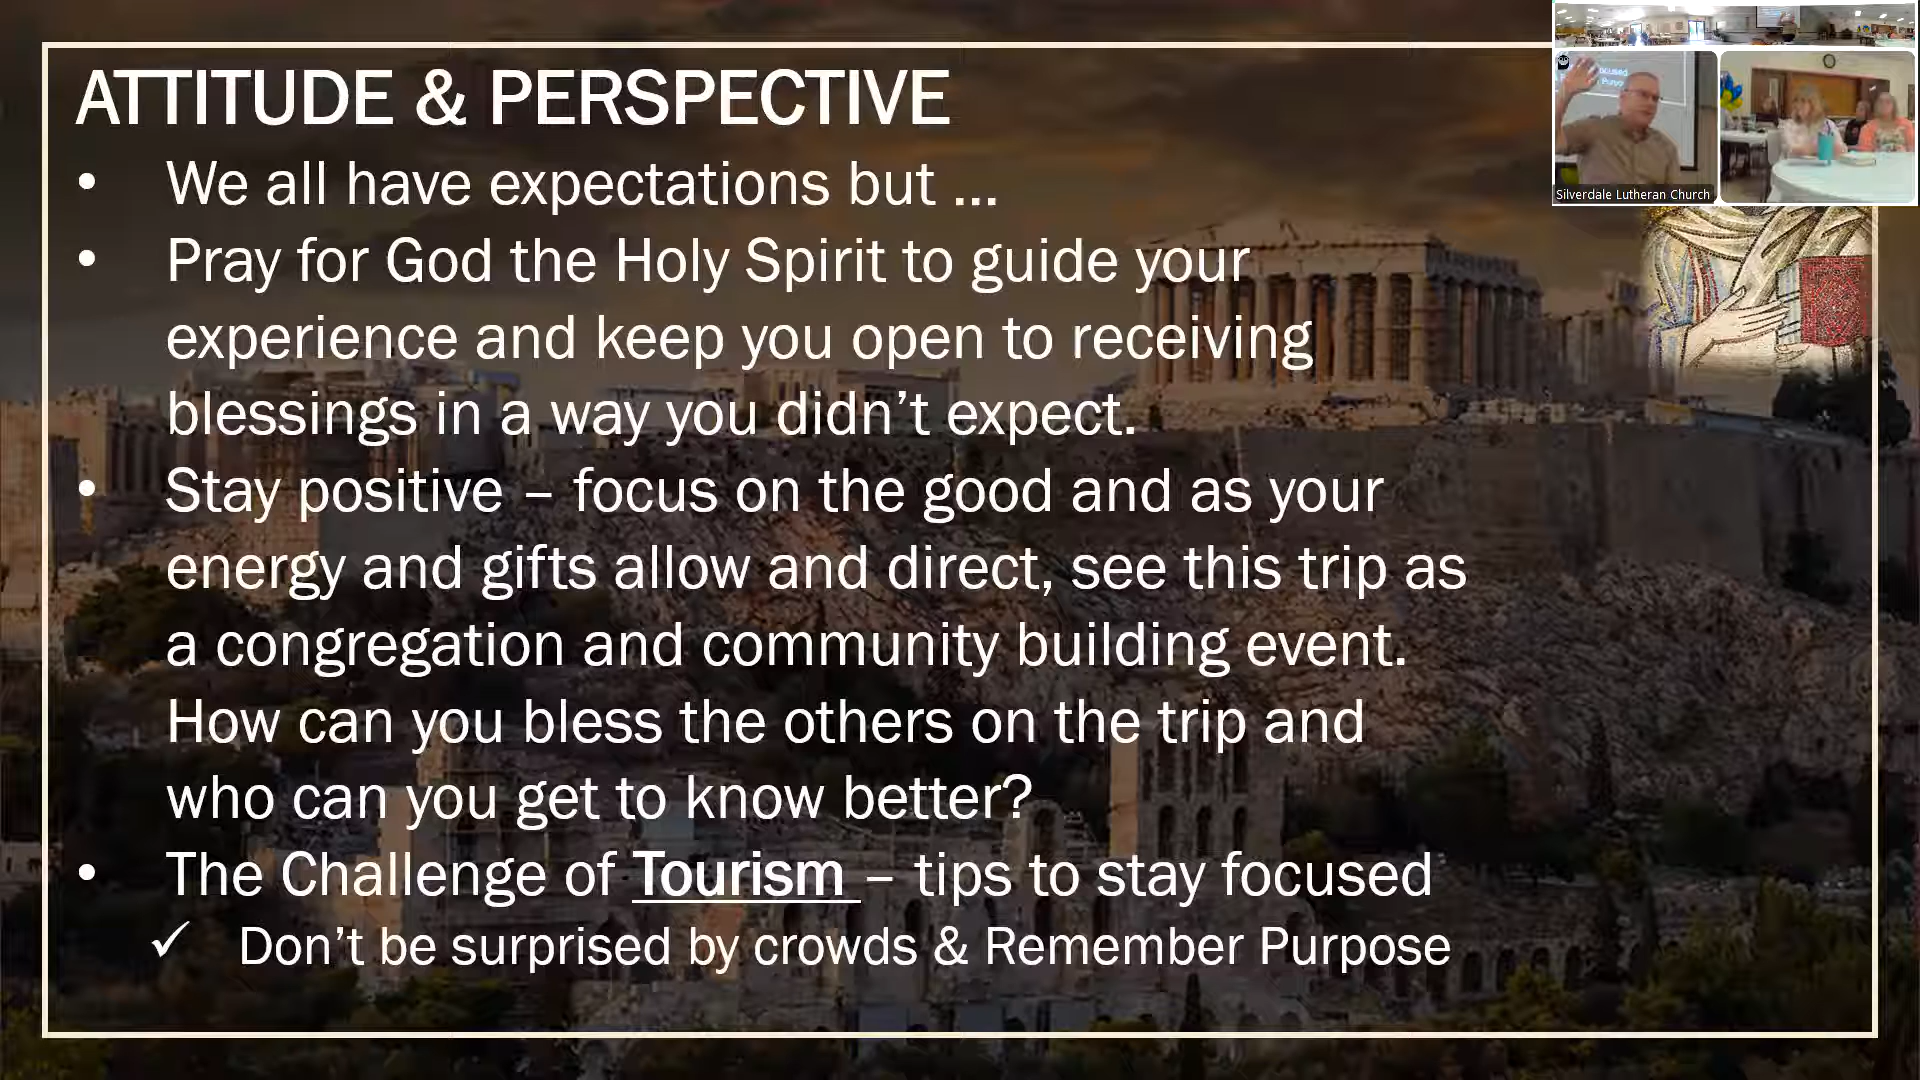 ATTITUDE & PERSPECTIVE
• We all have expectations but ...
• Pray for God the Holy Spirit to guide your
experience and keep you open to receiving
blessings in a way you didn’t expect.
• Stay positive – focus on the good and as your
energy and gifts allow and direct, see this trip as
a congregation and community building event.
How can you bless the others on the trip and
who can you get to know better?
• The Challenge of Tourism – tips to stay focused
✓ Don’t be surprised by crowds & Remember Purpose
Silverdale Lutheran Church